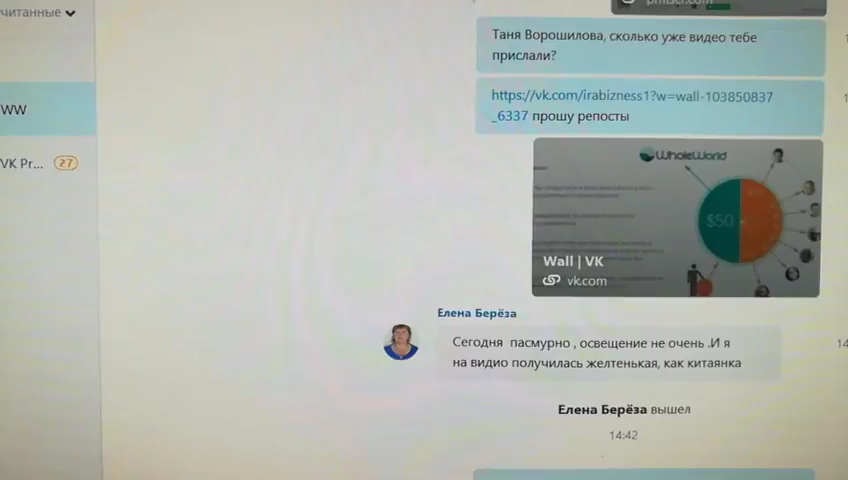 читанные
prntscr.com
Таня Ворошилова, сколько уже видео тебе
прислали?
https://vk.com/irabizness1?w=wall-103850837
_6337 прошу репосты
WW
VK Pr... 27
WholeWorld
$50
Wall | VK
vk.com
Елена Берёза
Сегодня пасмурно , освещение не очень .И я
на видио получилась желтенькая, как китаянка
Елена Берёза вышел
14:42